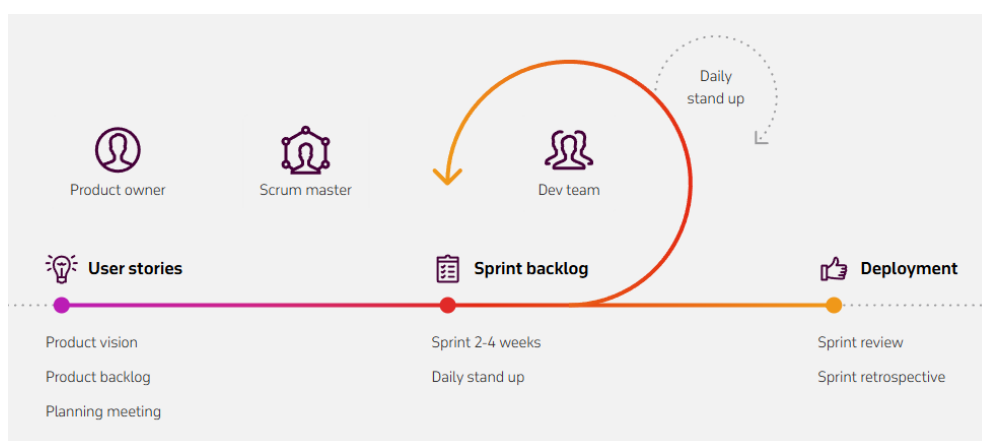 Daily
stand up
Product owner
Scrum master
Dev team
User stories
Sprint backlog
Deployment
Product vision
Sprint 2-4 weeks
Sprint review
Product backlog
Daily stand up
Sprint retrospective
Planning meeting